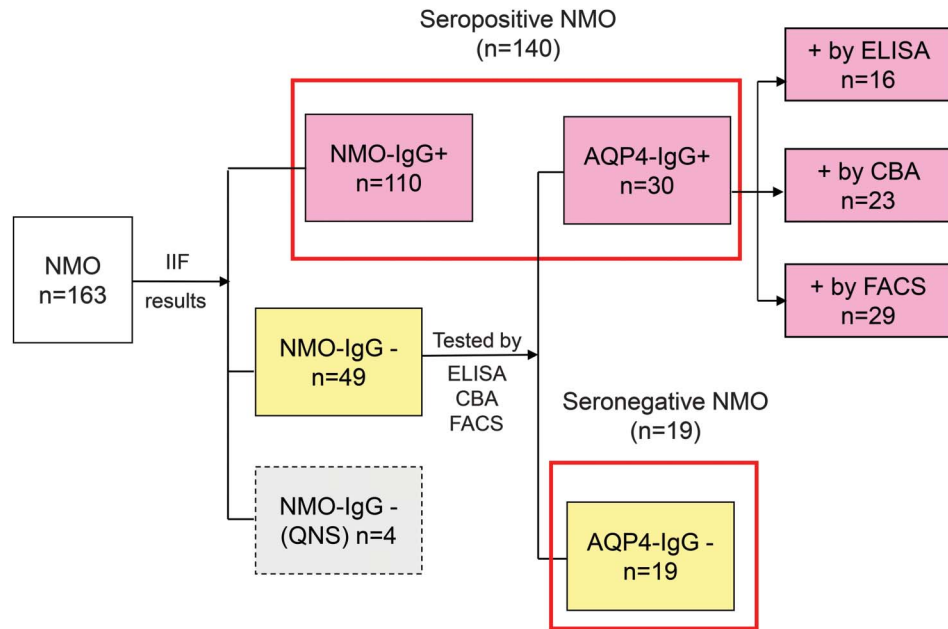 Seropositive NMO
(n=140)
+ by ELISA
n=16
NMO-IgG+
n=110
AQP4-IgG+
n=30
+ by CBA
n=23
NMO
n=163
IIF
results
+ by FACS
n=29
NMO-IgG -
n=49
Tested by
ELISA
CBA
FACS
Seronegative NMO
(n=19)
NMO-IgG -
(QNS) n=4
AQP4-IgG -
n=19